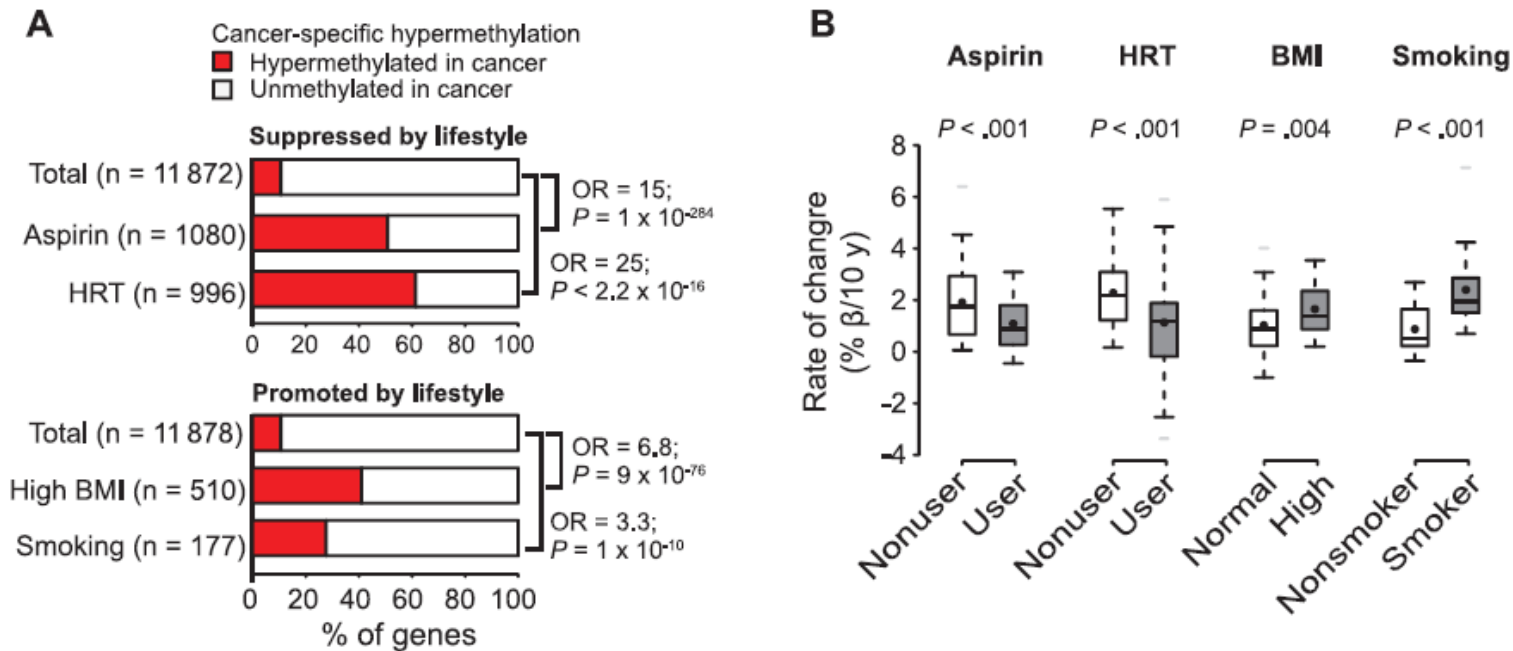 A
Cancer-specific hypermethylation
Hypermethylated in cancer
Unmethylated in cancer
Suppressed by lifestyle
Total (n = 11 872)
Aspirin (n = 1080)
HRT (n = 996)
OR = 15;
P = 1 x 10⁻²⁸⁴
OR = 25;
P < 2.2 x 10⁻¹⁶
0 20 40 60 80 100
Promoted by lifestyle
Total (n = 11 878)
High BMI (n = 510)
Smoking (n = 177)
OR = 6.8;
P = 9 x 10⁻⁷⁶
OR = 3.3;
P = 1 x 10⁻¹⁰
0 20 40 60 80 100
% of genes
B
Aspirin HRT BMI Smoking
P < .001 P < .001 P = .004 P < .001
Rate of changre
(% β/10 y)
8
6
4
2
0
−2
−4
Nonuser User Nonuser User Normal High Nonsmoker Smoker